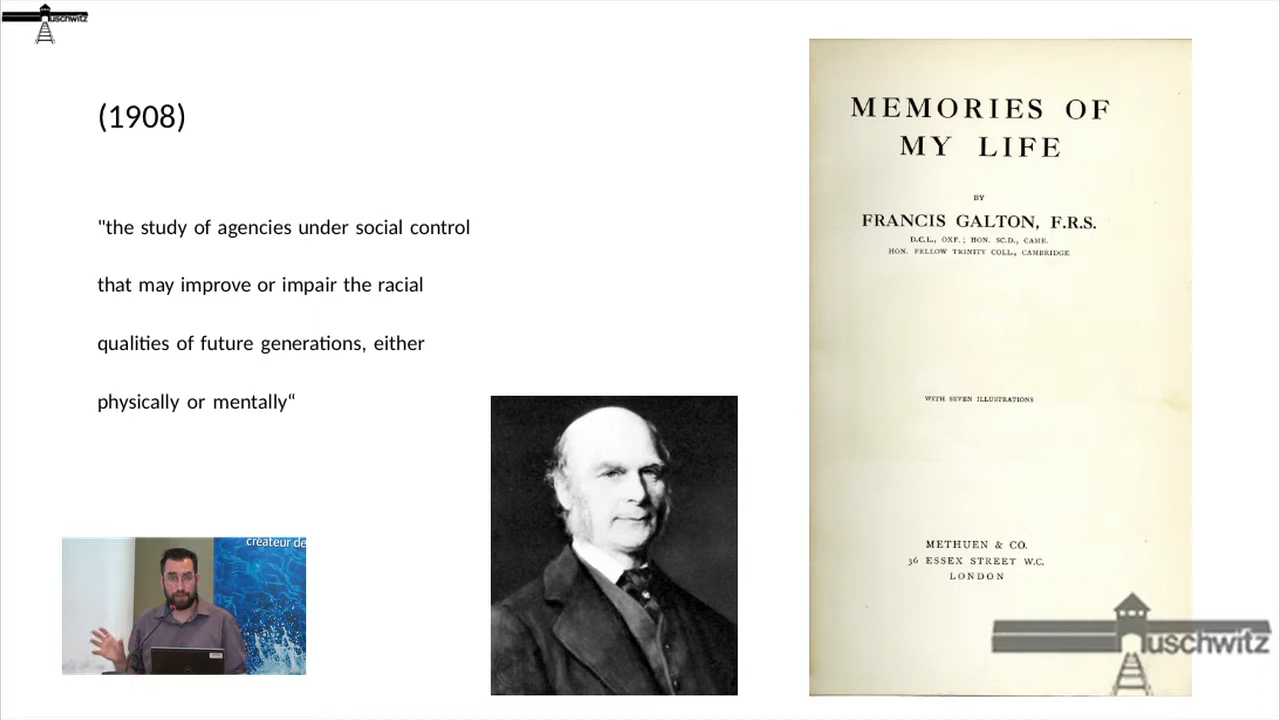 uschwitz
(1908)
"the study of agencies under social control
that may improve or impair the racial
qualities of future generations, either
physically or mentally“
créateur de
MEMORIES OF
MY LIFE
BY
FRANCIS GALTON, F.R.S.
D.C.L., OXF.; HON. SC.D., CAMB.
HON. FELLOW TRINITY COLL., CAMBRIDGE
WITH SEVEN ILLUSTRATIONS
METHUEN & CO.
36 ESSEX STREET W.C.
LONDON
uschwitz